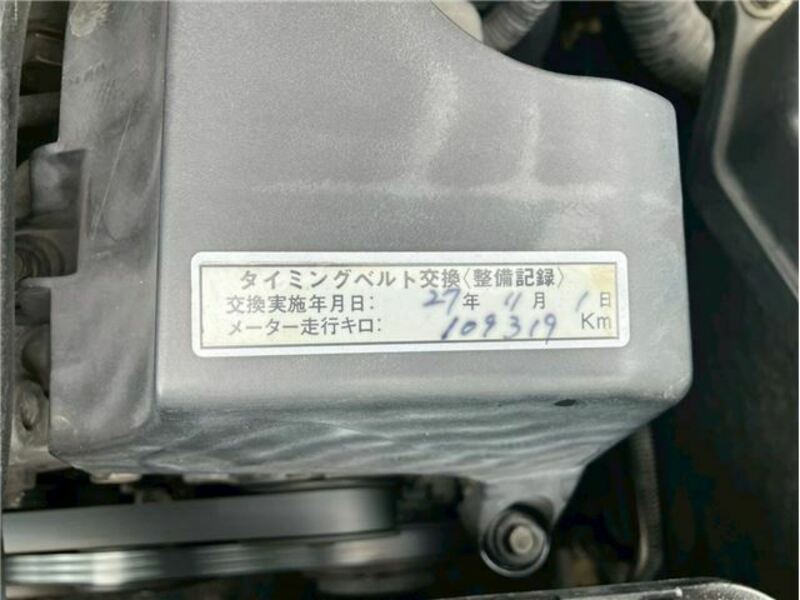 タイミングベルト交換〈整備記録〉
交換実施年月日: 27年 11月 1日
メーター走行キロ: 109319 Km